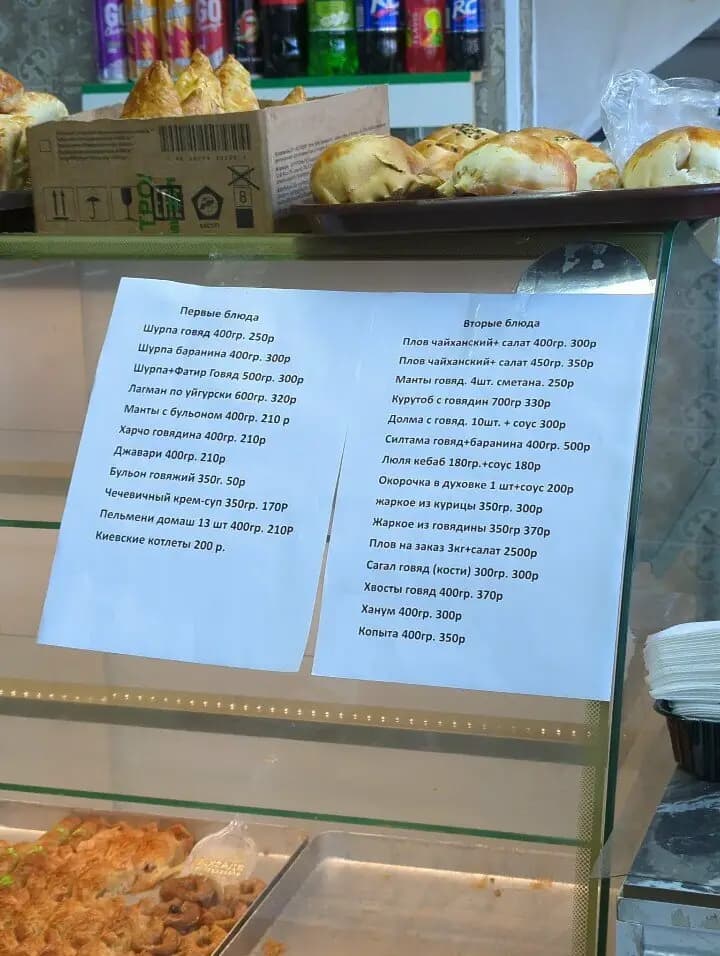 GO
GO
RC
RC
ТРО
8
Первые блюда
Шурпа говяд 400гр. 250р
Шурпа баранина 400гр. 300р
Шурпа+Фатир Говяд 500гр. 300р
Лагман по уйгурски 600гр. 320р
Манты с бульоном 400гр. 210 р
Харчо говядина 400гр. 210р
Джавари 400гр. 210р
Бульон говяжий 350г. 50р
Чечевичный крем-суп 350гр. 170Р
Пельмени домаш 13 шт 400гр. 210Р
Киевские котлеты 200 р.
Вторые блюда
Плов чайханский+ салат 400гр. 300р
Плов чайханский+ салат 450гр. 350р
Манты говяд. 4шт. сметана. 250р
Курутоб с говядин 700гр 330р
Долма с говяд. 10шт. + соус 300р
Силтама говяд+баранина 400гр. 500р
Люля кебаб 180гр.+соус 180р
Окорочка в духовке 1 шт+соус 200р
жаркое из курицы 350гр. 300р
Жаркое из говядины 350гр 370р
Плов на заказ 3кг+салат 2500р
Сагал говяд (кости) 300гр. 300р
Хвосты говяд 400гр. 370р
Ханум 400гр. 300р
Копыта 400гр. 350р